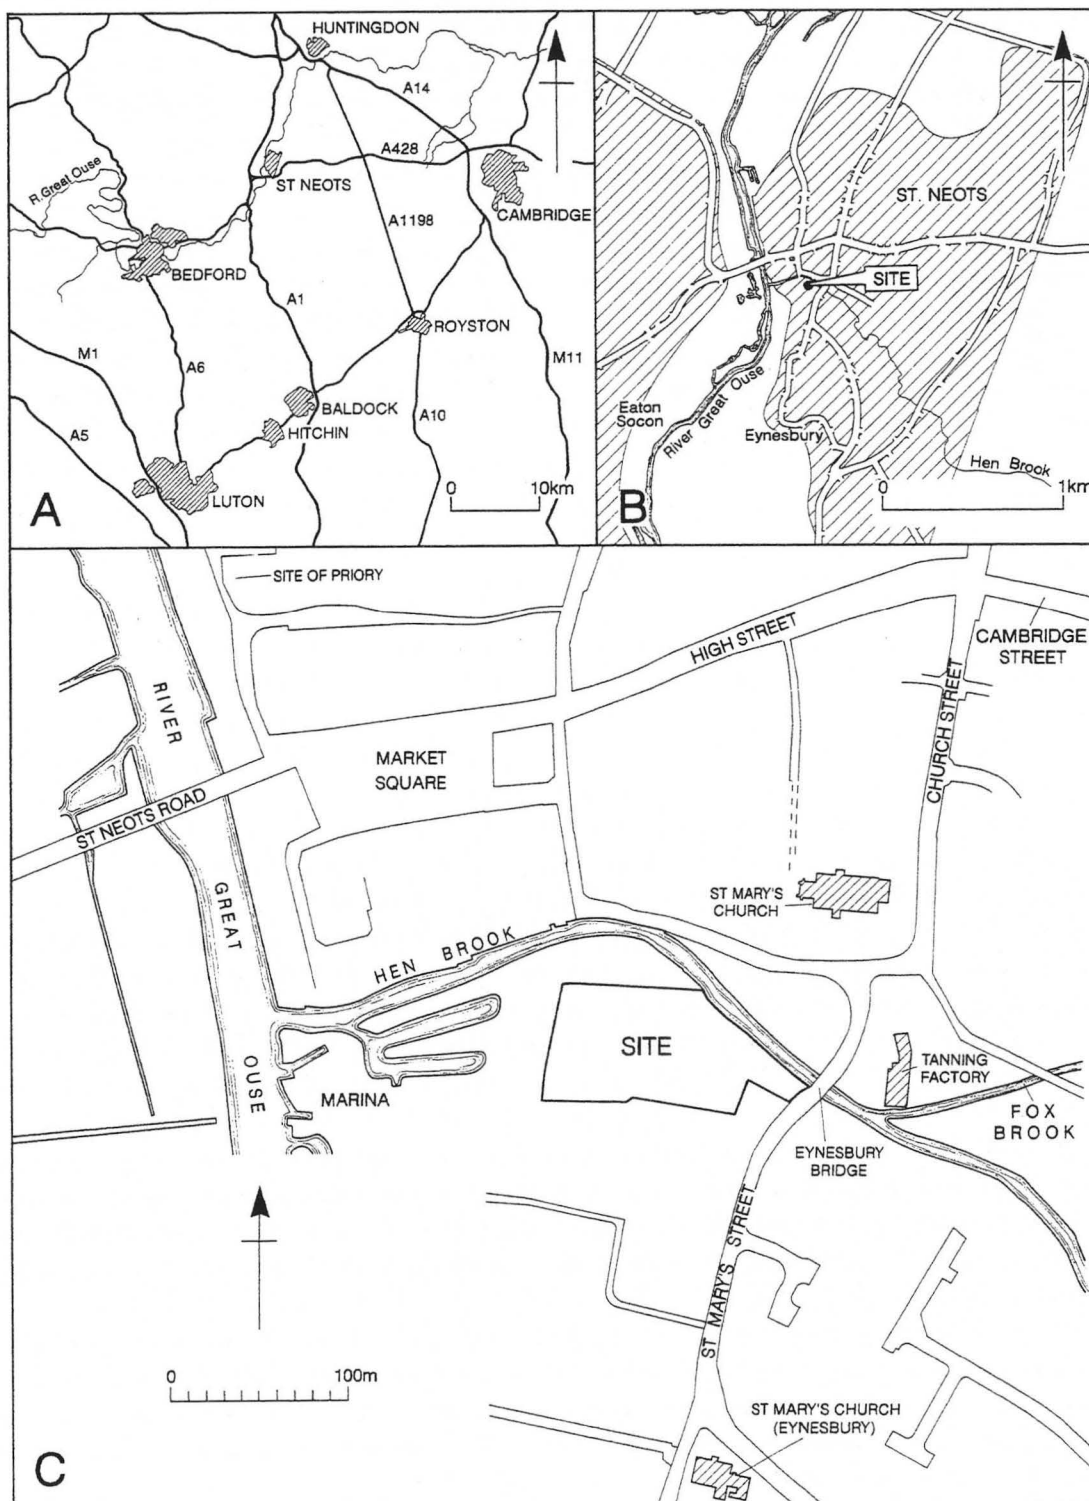 HUNTINGDON
A14
A428
R. Great Ouse
ST NEOTS
CAMBRIDGE
A1198
BEDFORD
A1
ROYSTON
M1
A6
M11
BALDOCK
A10
A5
HITCHIN
LUTON
0 10km
A
ST. NEOTS
SITE
Eaton
Socon
River Great Ouse
Eynesbury
Hen Brook
0 1km
B
SITE OF PRIORY
HIGH STREET
CAMBRIDGE
STREET
RIVER
GREAT
OUSE
CHURCH STREET
MARKET
SQUARE
ST NEOTS ROAD
ST MARY'S
CHURCH
HEN BROOK
SITE
TANNING
FACTORY
MARINA
FOX
BROOK
EYNESBURY
BRIDGE
ST MARY'S STREET
0 100m
ST MARY'S CHURCH
(EYNESBURY)
C